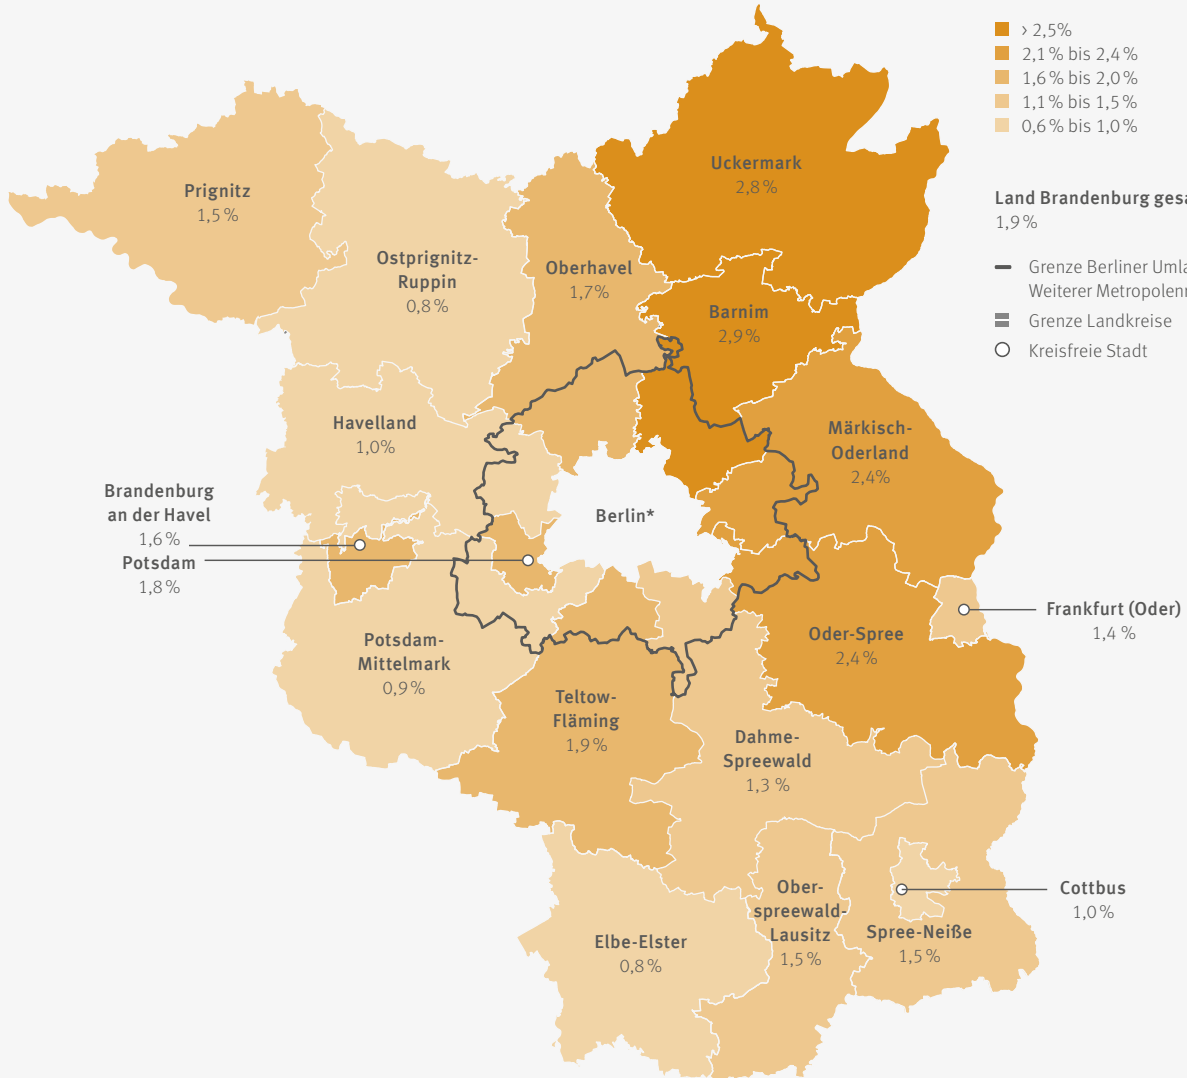 › 2,5%
2,1 % bis 2,4 %
1,6 % bis 2,0 %
1,1 % bis 1,5 %
0,6 % bis 1,0 %
Land Brandenburg
1,9 %
Grenze Berliner
Weiterer
Grenze Landkreise
Kreisfreie Stadt
Uckermark
2,8 %
Prignitz
1,5 %
Ostprignitz-
Ruppin
0,8 %
Oberhavel
1,7%
Barnim
2,9 %
Havelland
1,0%
Märkisch-
Oderland
2,4 %
Brandenburg
an der Havel
1,6 %
Potsdam
1,8 %
Berlin*
Frankfurt (Oder)
1,4 %
Oder-Spree
2,4 %
Potsdam-
Mittelmark
0,9 %
Teltow-
Fläming
1,9 %
Dahme-
Spreewald
1,3 %
Cottbus
1,0 %
Ober-
spreewald-
Lausitz
1,5 %
Spree-Neiße
1,5 %
Elbe-Elster
0,8 %